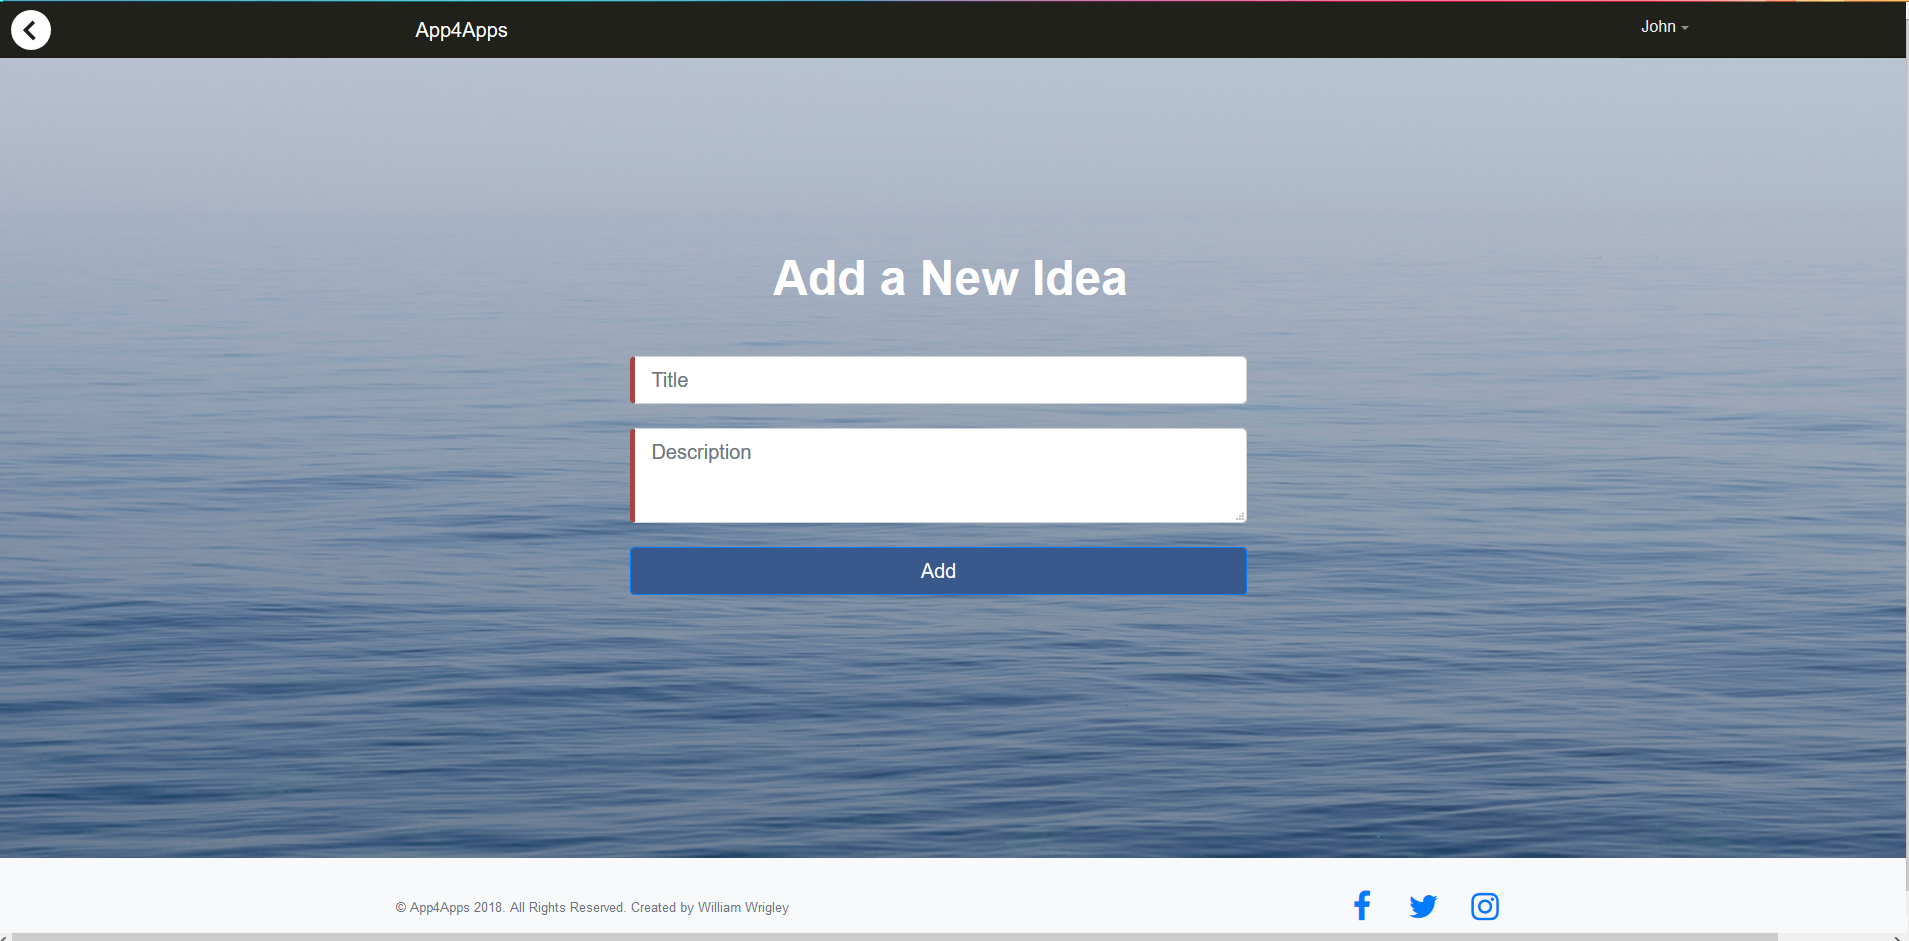 App4Apps
John
Add a New Idea
Title
Description
Add
© App4Apps 2018. All Rights Reserved. Created by William Wrigley